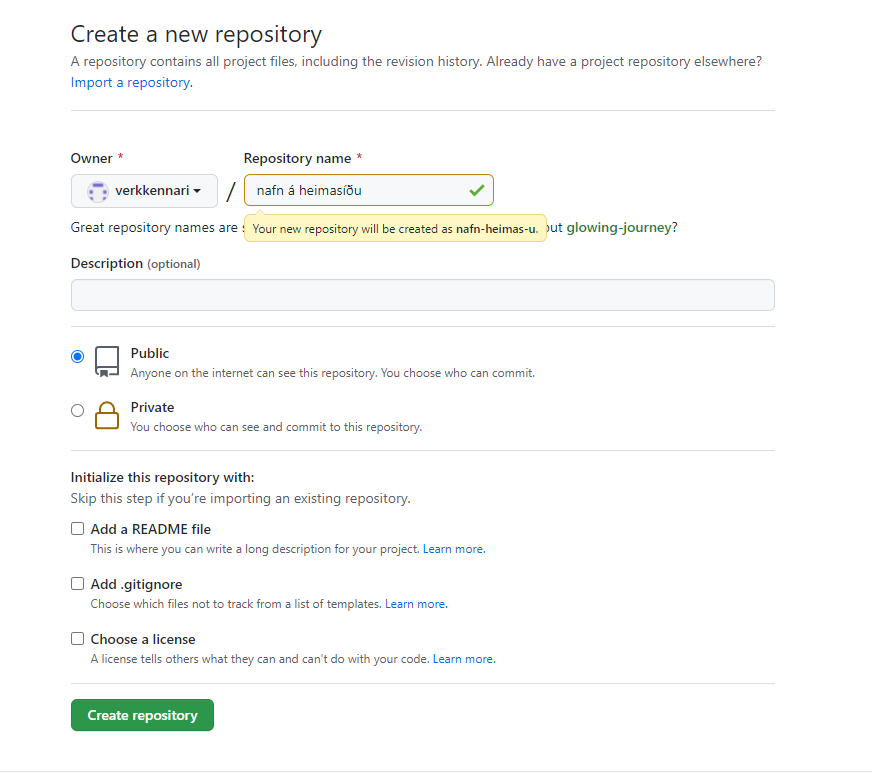 Create a new repository
A repository contains all project files, including the revision history. Already have a project repository elsewhere?
Import a repository.
Owner * Repository name *
verkkennari / nafn á heimasíðu
Great repository names are Your new repository will be created as nafn-heimas-u. out glowing-journey?
Description (optional)
Public
Anyone on the internet can see this repository. You choose who can commit.
Private
You choose who can see and commit to this repository.
Initialize this repository with:
Skip this step if you’re importing an existing repository.
Add a README file
This is where you can write a long description for your project. Learn more.
Add .gitignore
Choose which files not to track from a list of templates. Learn more.
Choose a license
A license tells others what they can and can't do with your code. Learn more.
Create repository